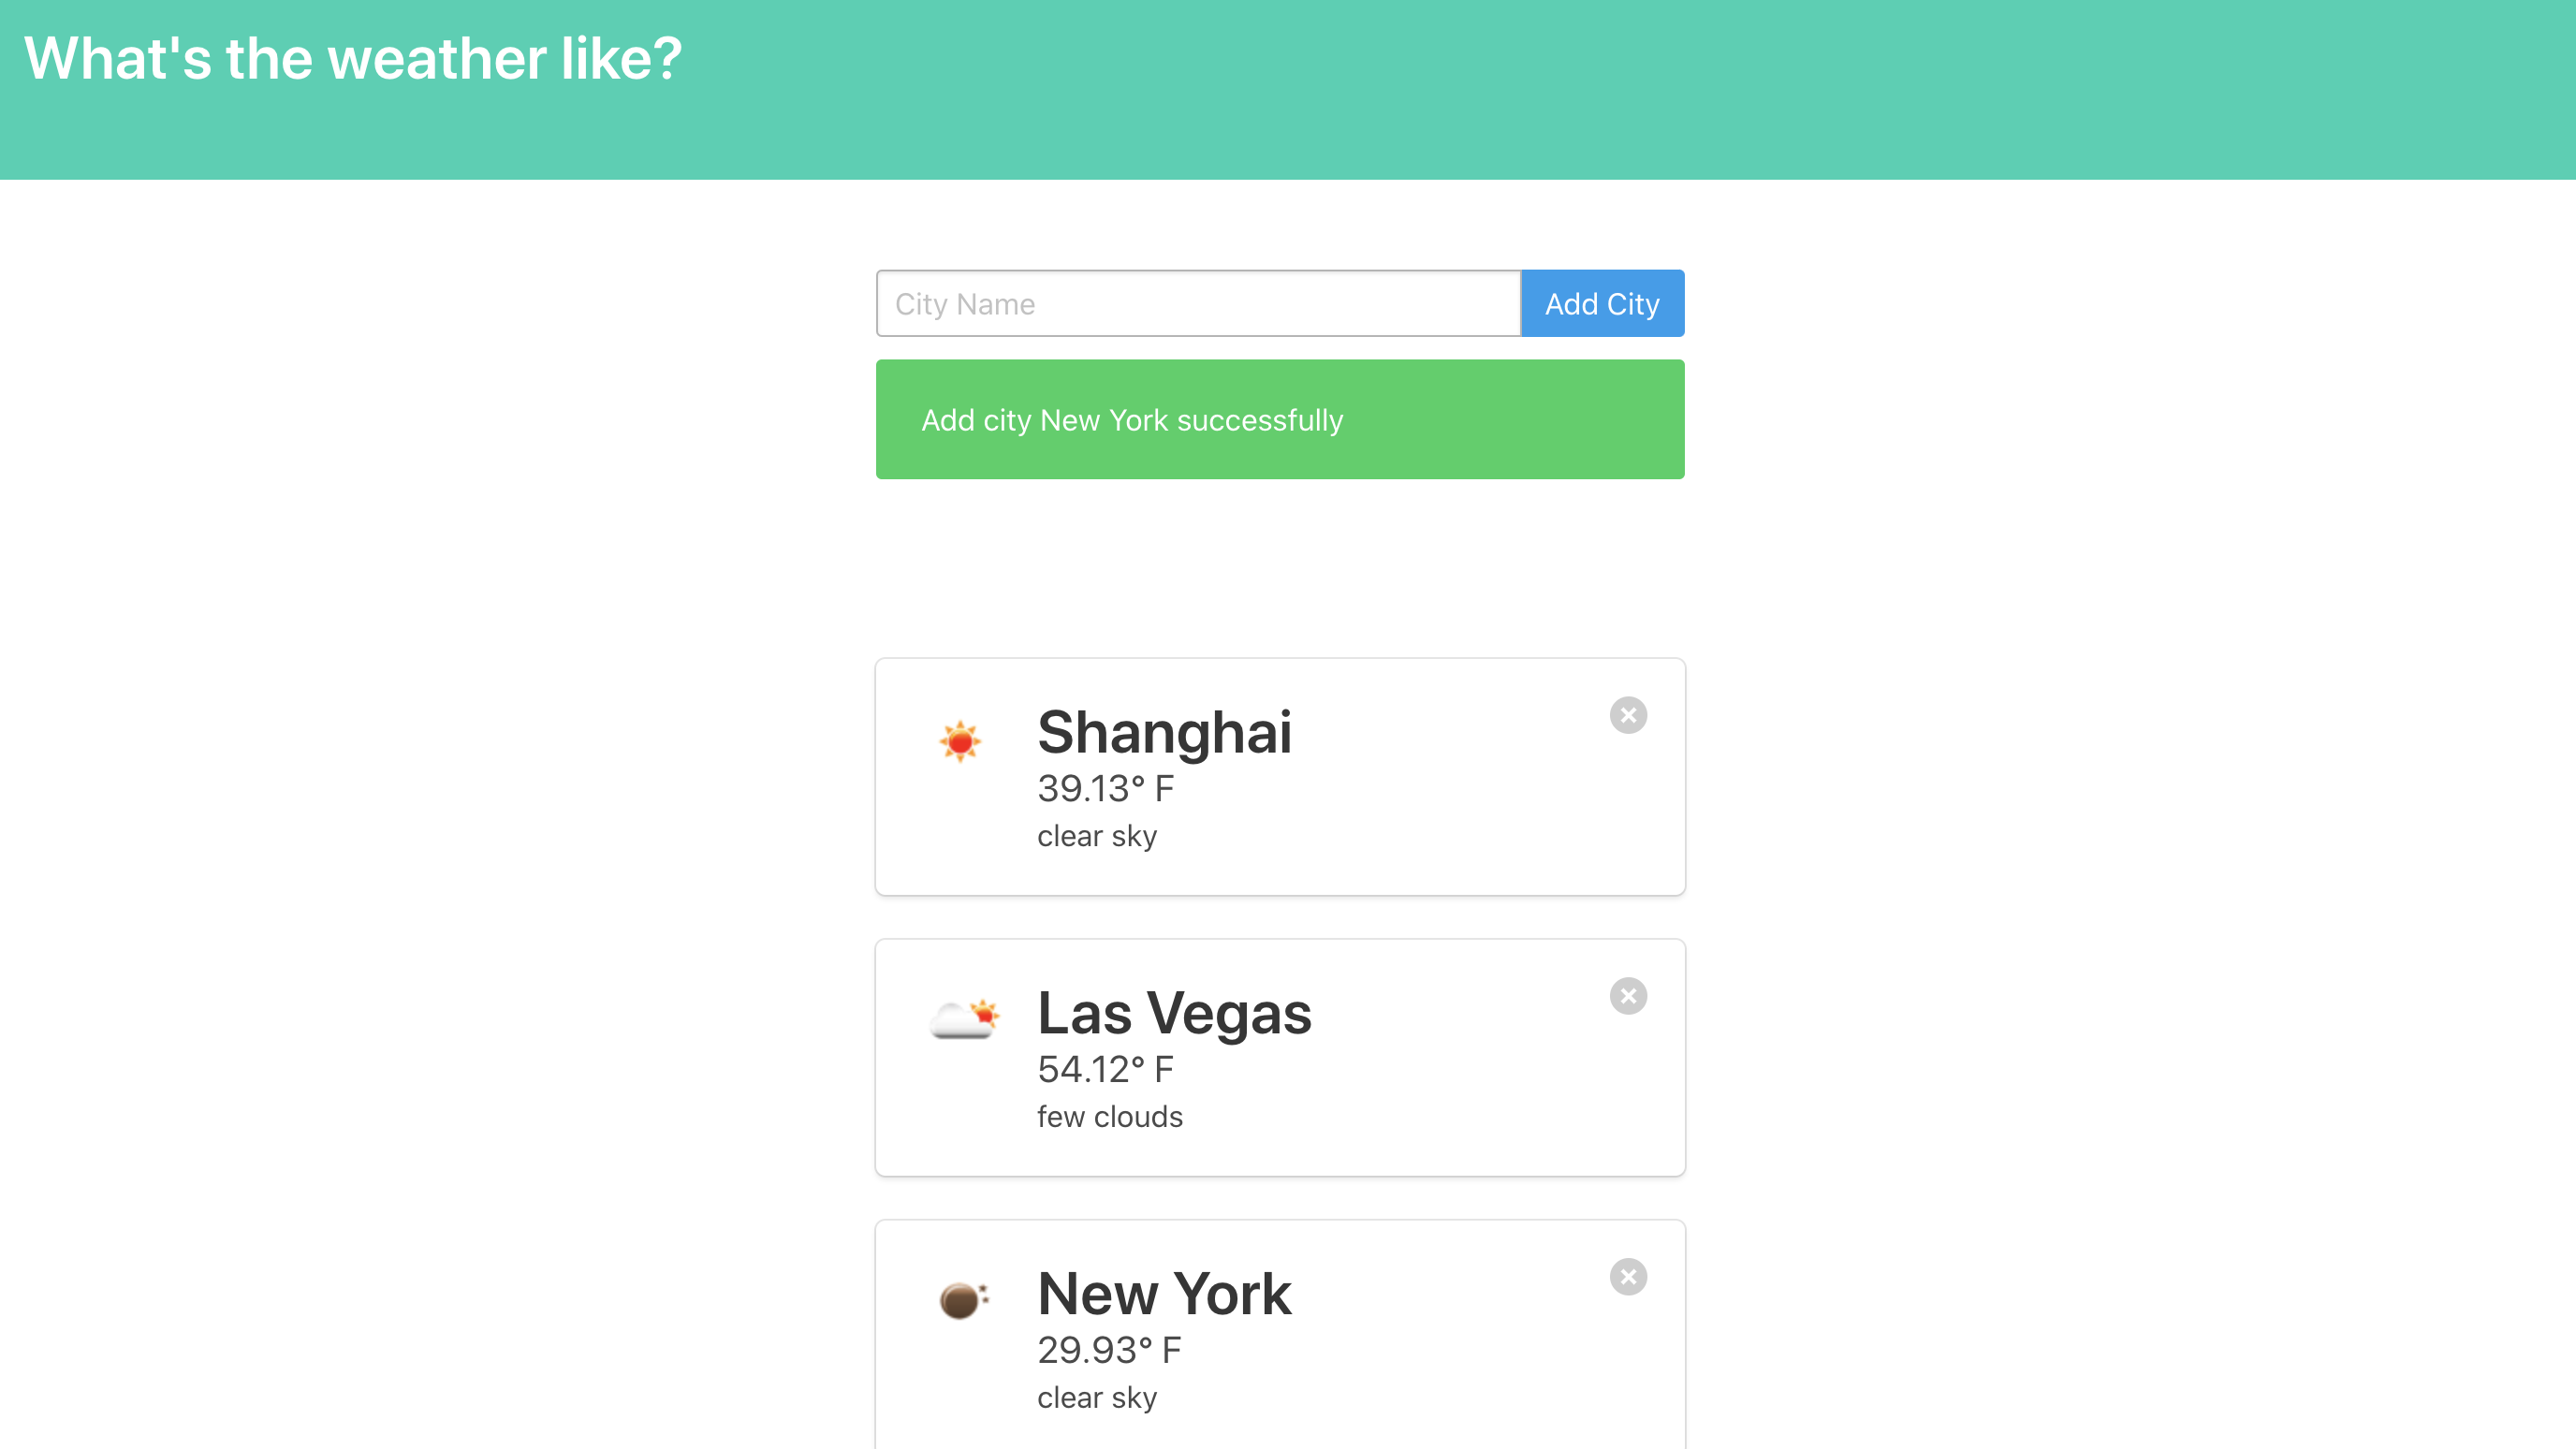 What's the weather like?
City Name
Add City
Add city New York successfully
Shanghai
39.13° F
clear sky
Las Vegas
54.12° F
few clouds
New York
29.93° F
clear sky